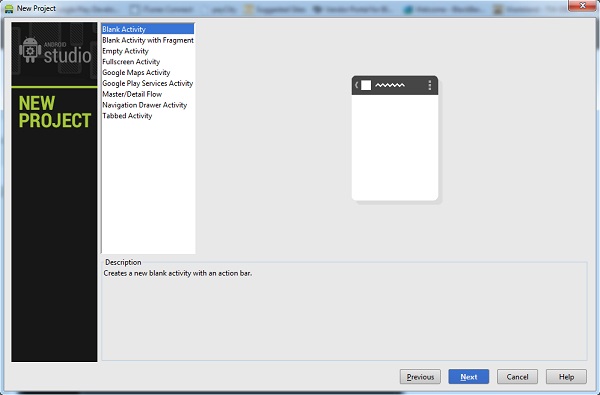 New Project
ANDROID
studio
NEW
PROJECT
Blank Activity
Blank Activity with Fragment
Empty Activity
Fullscreen Activity
Google Maps Activity
Google Play Services Activity
Master/Detail Flow
Navigation Drawer Activity
Tabbed Activity
Description
Creates a new blank activity with an action bar.
Previous
Next
Cancel
Help